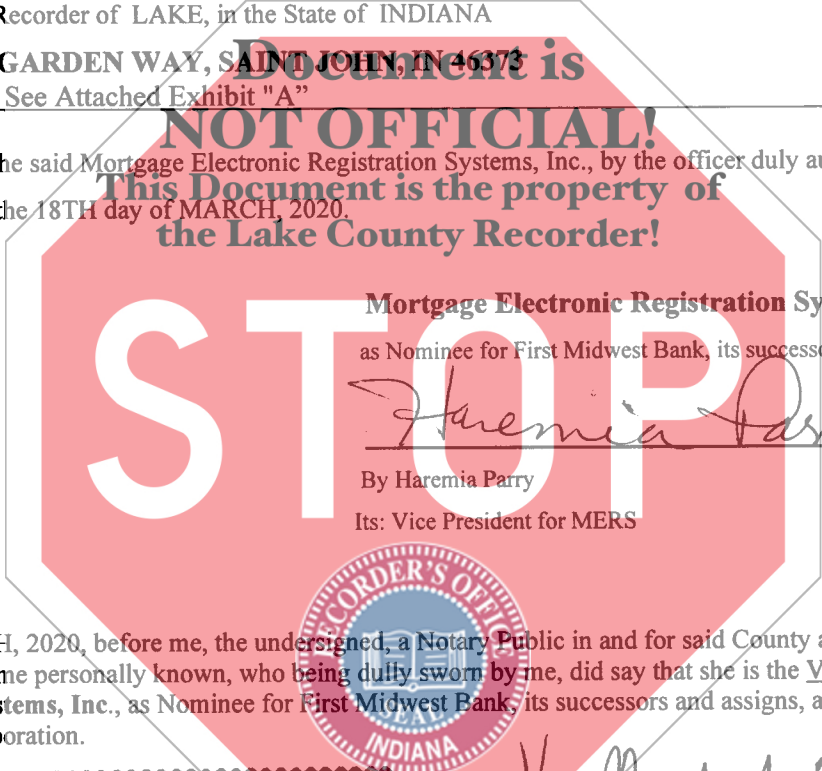 Recorder of LAKE, in the State of INDIANA
GARDEN WAY, SAINT JOHN, IN 46373
Document is
See Attached Exhibit "A”
NOT OFFICIAL!
he said Mortgage Electronic Registration Systems, Inc., by the officer duly au
This Document is the property of
the 18TH day of MARCH, 2020.
the Lake County Recorder!
Mortgage Electronic Registration Sy
as Nominee for First Midwest Bank, its successo
STOP
Haremia Par
By Haremia Parry
Its: Vice President for MERS
RECORDER'S OFFICE
H, 2020, before me, the undersigned, a Notary Public in and for said County a
me personally known, who being dully sworn by me, did say that she is the V
stems, Inc., as Nominee for First Midwest Bank, its successors and assigns, a
SEAL
oration.
INDIANA